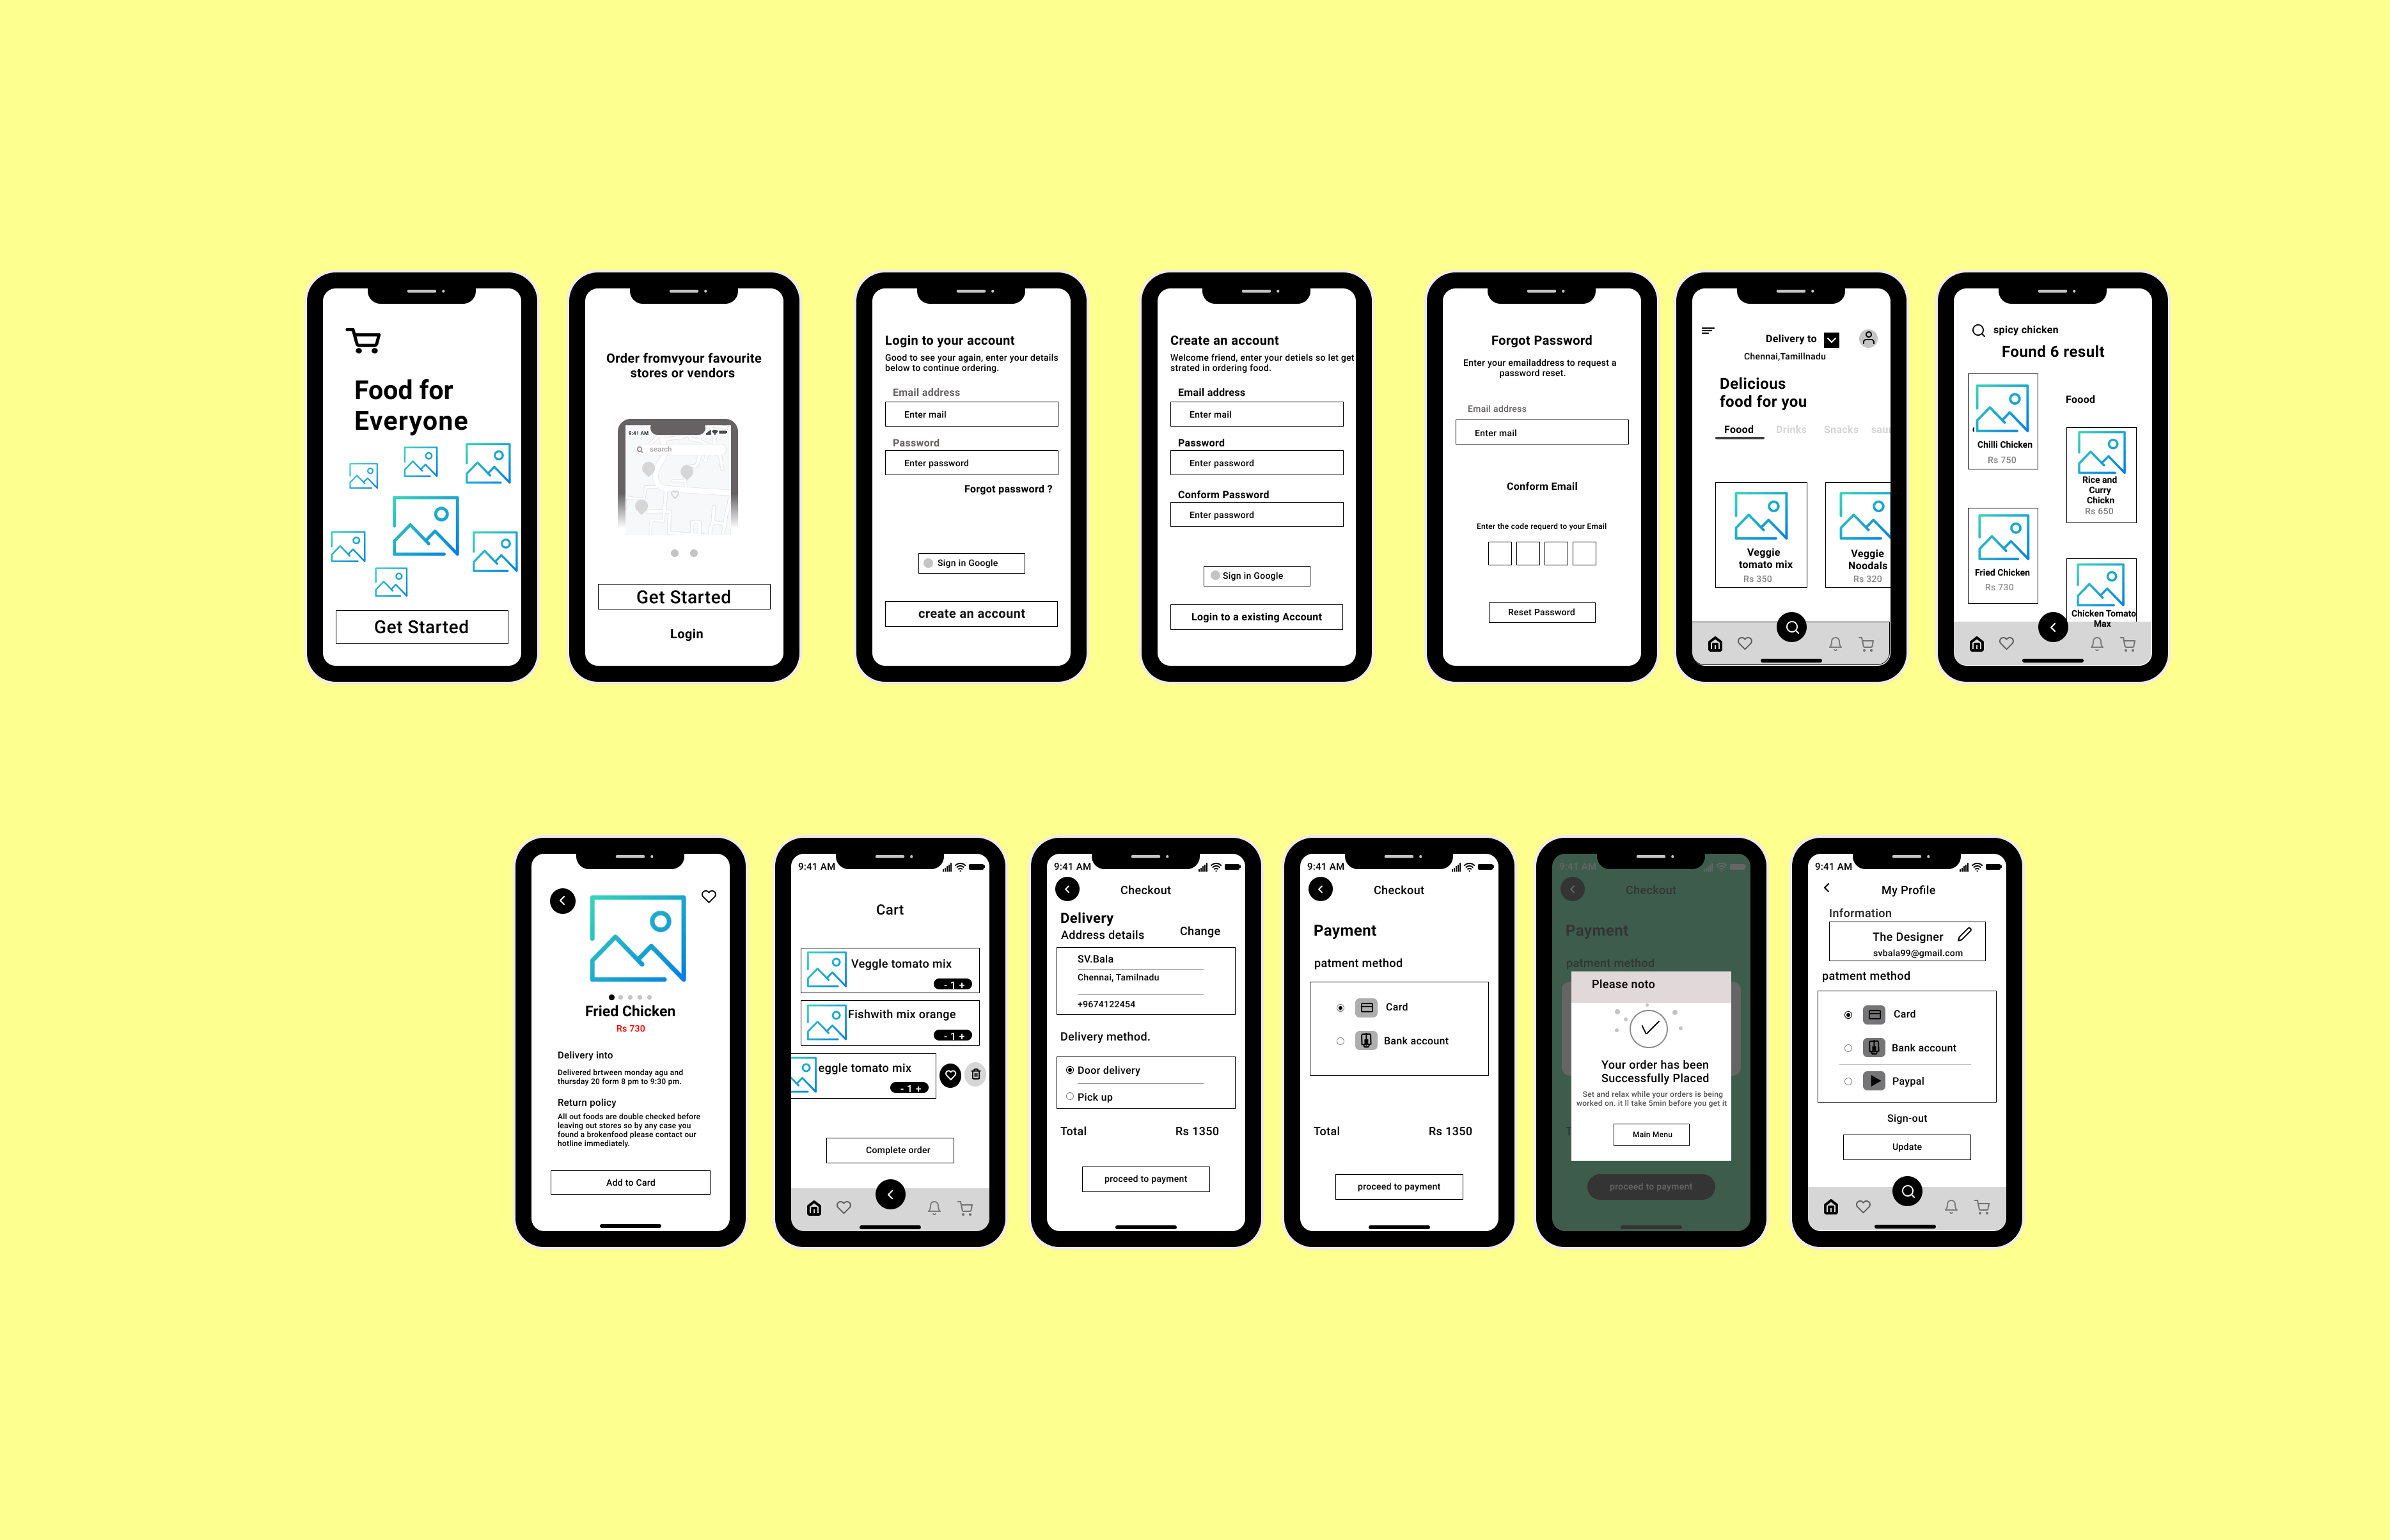 Food for
Everyone
Get Started
Order fromvyour favourite
stores or vendors
9:41 AM
search
Get Started
Login
Login to your account
Good to see your again, enter your details
below to continue ordering.
Email address
Enter mail
Password
Enter password
Forgot password ?
Sign in Google
create an account
Create an account
Welcome friend, enter your detiels so let get
strated in ordering food.
Email address
Enter mail
Password
Enter password
Conform Password
Enter password
Sign in Google
Login to a existing Account
Forgot Password
Enter your emailaddress to request a
password reset.
Email address
Enter mail
Conform Email
Enter the code requerd to your Email
Reset Password
Delivery to
Chennai,Tamillnadu
Delicious
food for you
Foood Drinks Snacks sau
Veggie
tomato mix
Rs 350
Veggie
Noodals
Rs 320
spicy chicken
Found 6 result
Chilli Chicken
Rs 750
Foood
Rice and
Curry
Chickn
Rs 650
Fried Chicken
Rs 730
Chicken Tomato
Max
Fried Chicken
Rs 730
Delivery into
Delivered brtween monday agu and
thursday 20 form 8 pm to 9:30 pm.
Return policy
All out foods are double checked before
leaving out stores so by any case you
found a brokenfood please contact our
hotline immediately.
Add to Card
9:41 AM
Cart
Veggle tomato mix
- 1 +
Fishwith mix orange
- 1 +
eggle tomato mix
- 1 +
Complete order
9:41 AM
Checkout
Delivery
Address details
Change
SV.Bala
Chennai, Tamilnadu
+9674122454
Delivery method.
Door delivery
Pick up
Total Rs 1350
proceed to payment
9:41 AM
Checkout
Payment
patment method
Card
Bank account
Total Rs 1350
proceed to payment
9:41 AM
Checkout
Payment
patment method
Please noto
Your order has been
Successfully Placed
Set and relax while your orders is being
worked on. it ll take 5min before you get it
Main Menu
T
proceed to payment
9:41 AM
My Profile
Information
The Designer
svbala99@gmail.com
patment method
Card
Bank account
Paypal
Sign-out
Update